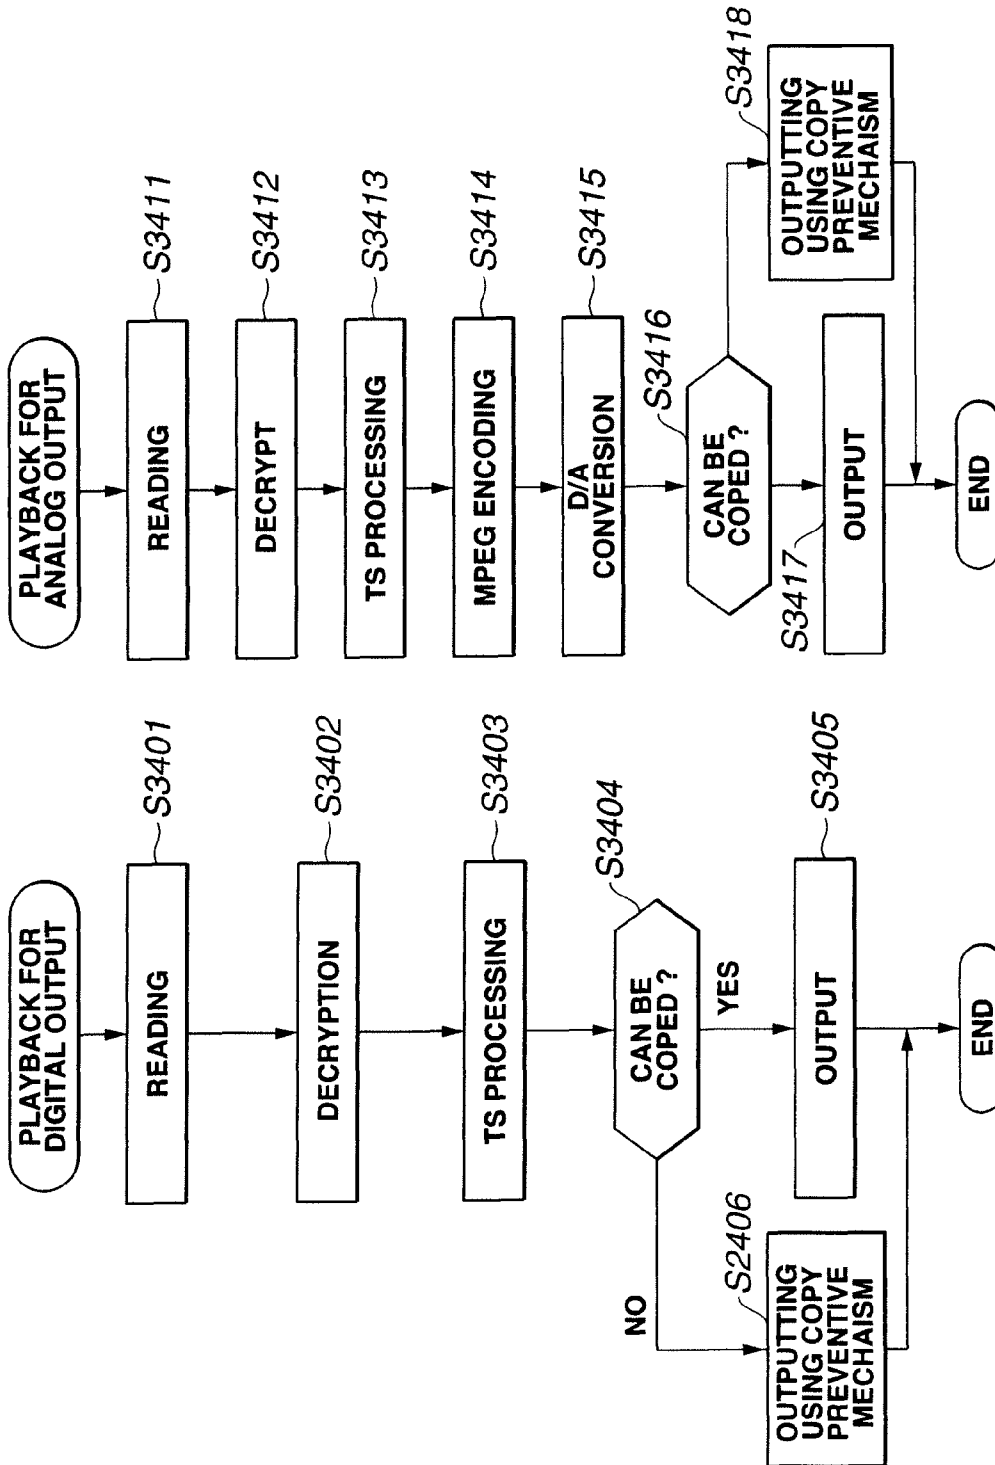 PLAYBACK FOR
DIGITAL OUTPUT
READING
S3401
DECRYPTION
S3402
TS PROCESSING
S3403
CAN BE
COPED ?
S3404
YES
NO
OUTPUT
S3405
OUTPUTTING
USING COPY
PREVENTIVE
MECHAISM
S2406
END
PLAYBACK FOR
ANALOG OUTPUT
READING
S3411
DECRYPT
S3412
TS PROCESSING
S3413
MPEG ENCODING
S3414
D/A
CONVERSION
S3415
CAN BE
COPED ?
S3416
OUTPUT
S3417
OUTPUTTING
USING COPY
PREVENTIVE
MECHAISM
S3418
END